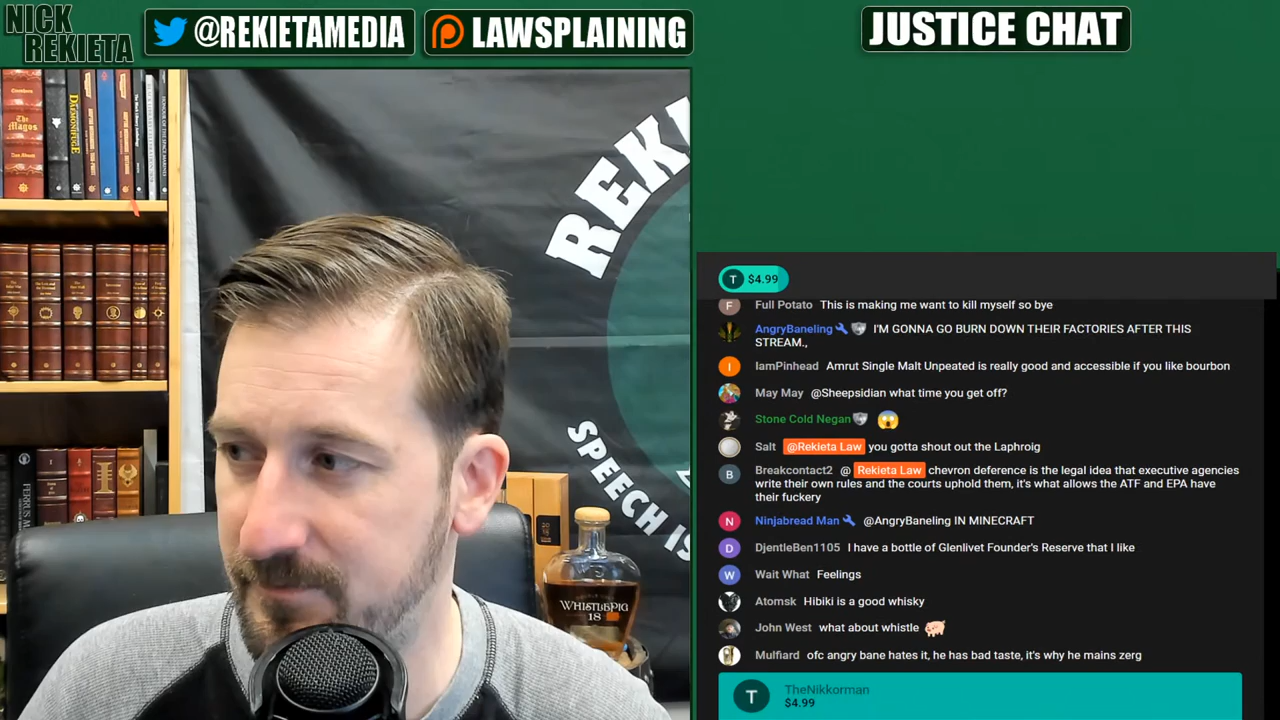 NICK
REKIETA
@REKIETAMEDIA
LAWSPLAINING
JUSTICE CHAT
The
Magos
DAEMONIFUGE
REKI
SPEECH IS
WHISTLEPIG
18
T $4.99
F Full Potato This is making me want to kill myself so bye
AngryBaneling I'M GONNA GO BURN DOWN THEIR FACTORIES AFTER THIS
STREAM.,
I IamPinhead Amrut Single Malt Unpeated is really good and accessible if you like bourbon
May May @Sheepsidian what time you get off?
Stone Cold Negan
Salt @Rekieta Law you gotta shout out the Laphroig
B Breakcontact2 @ Rekieta Law chevron deference is the legal idea that executive agencies
write their own rules and the courts uphold them, it's what allows the ATF and EPA have
their fuckery
N Ninjabread Man @AngryBaneling IN MINECRAFT
D DjentleBen1105 I have a bottle of Glenlivet Founder's Reserve that I like
W Wait What Feelings
Atomsk Hibiki is a good whisky
John West what about whistle
Mulfiard ofc angry bane hates it, he has bad taste, it's why he mains zerg
T TheNikkorman
$4.99